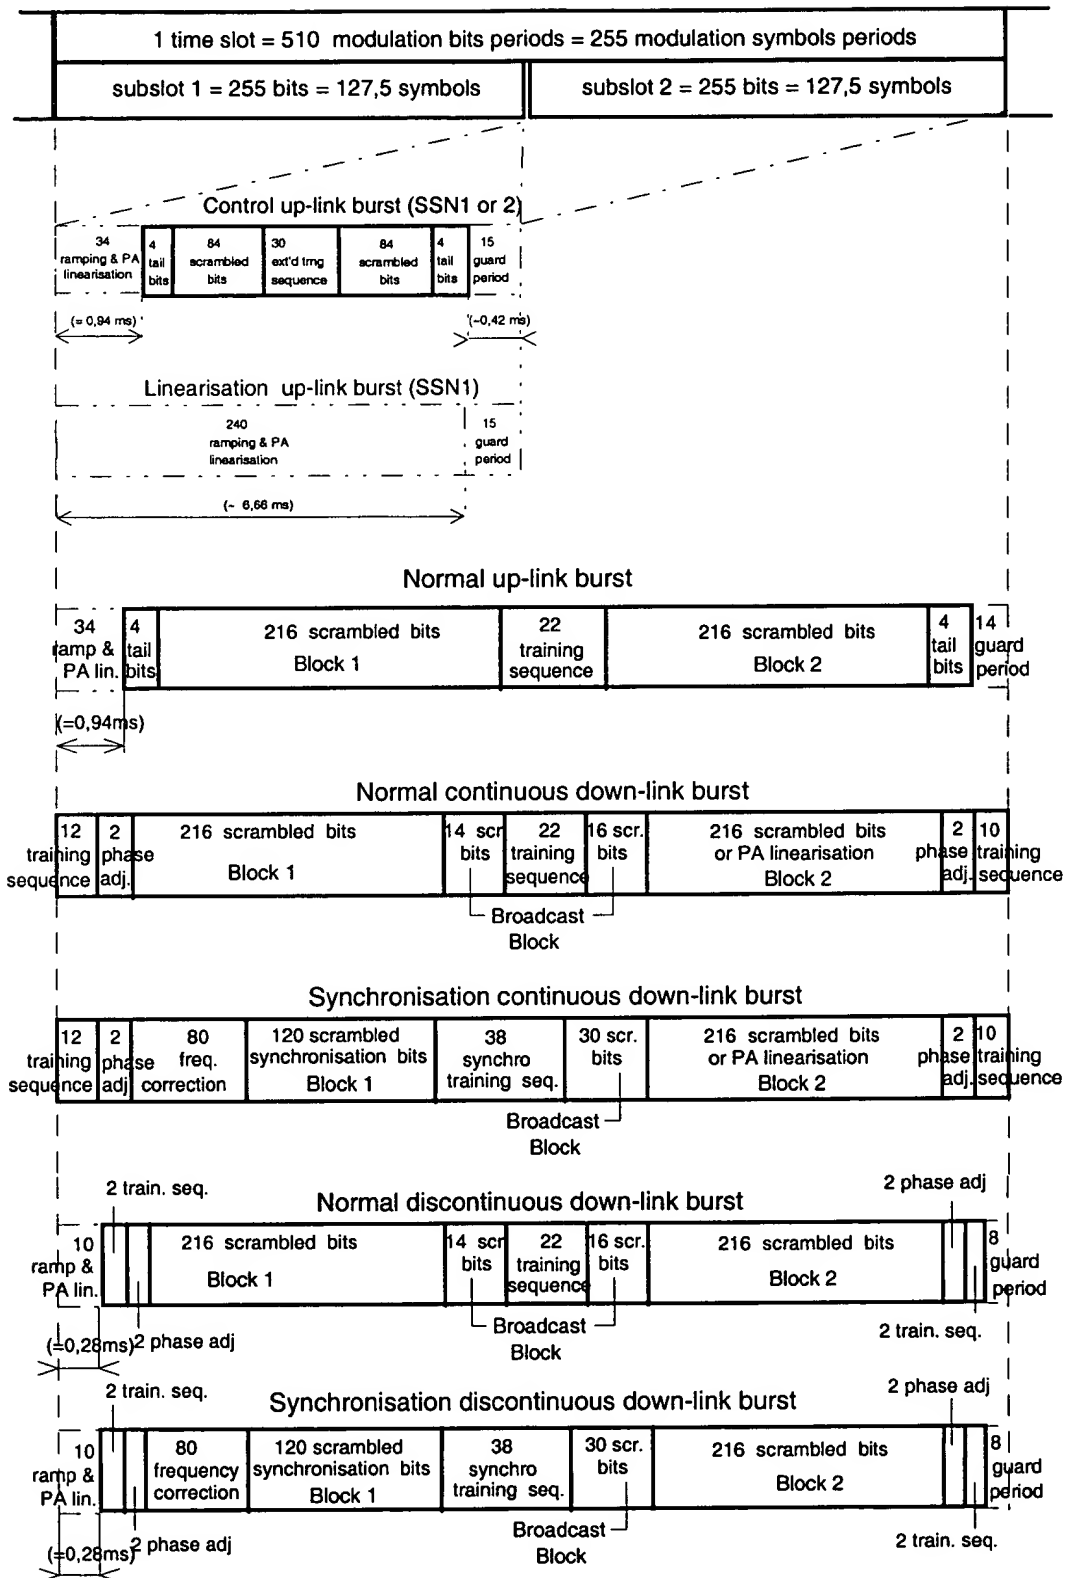 1 time slot = 510 modulation bits periods = 255 modulation symbols periods
subslot 1 = 255 bits = 127,5 symbols
subslot 2 = 255 bits = 127,5 symbols
Control up-link burst (SSN1 or 2)
34
ramping & PA
linearisation
4
tail
bits
84
scrambled
bits
30
ext'd trng
sequence
84
scrambled
bits
4
tail
bits
15
guard
period
(= 0,94 ms)
(~0,42 ms)
Linearisation up-link burst (SSN1)
240
ramping & PA
linearisation
15
guard
period
(~ 6,66 ms)
Normal up-link burst
34
ramp &
PA lin.
4
tail
bits
216 scrambled bits
Block 1
22
training
sequence
216 scrambled bits
Block 2
4
tail
bits
14
guard
period
(=0,94ms)
Normal continuous down-link burst
12
training
sequence
2
phase
adj.
216 scrambled bits
Block 1
14 scr
bits
22
training
sequence
16 scr.
bits
216 scrambled bits
or PA linearisation
Block 2
2
phase
adj.
10
training
sequence
Broadcast
Block
Synchronisation continuous down-link burst
12
training
sequence
2
phase
adj
80
freq.
correction
120 scrambled
synchronisation bits
Block 1
38
synchro
training seq.
30 scr.
bits
216 scrambled bits
or PA linearisation
Block 2
2
phase
adj.
10
training
sequence
Broadcast
Block
2 train. seq.
Normal discontinuous down-link burst
2 phase adj
10
ramp &
PA lin.
216 scrambled bits
Block 1
14 scr
bits
22
training
sequence
16 scr.
bits
216 scrambled bits
Block 2
8
guard
period
(=0,28ms)
2 phase adj
Broadcast
Block
2 train. seq.
2 train. seq.
Synchronisation discontinuous down-link burst
2 phase adj
10
ramp &
PA lin.
80
frequency
correction
120 scrambled
synchronisation bits
Block 1
38
synchro
training seq.
30 scr.
bits
216 scrambled bits
Block 2
8
guard
period
(=0,28ms)
2 phase adj
Broadcast
Block
2 train. seq.